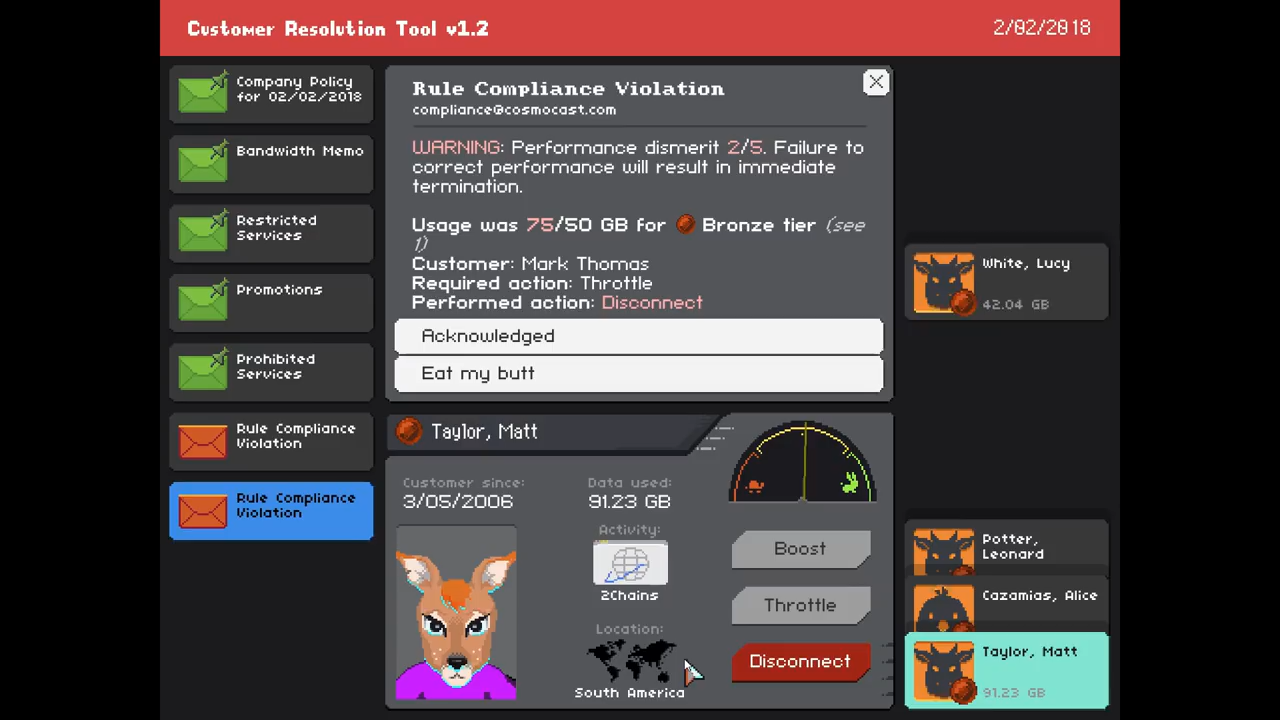 Customer Resolution Tool v1.2
2/02/2018
Company Policy
for 02/02/2018
Bandwidth Memo
Restricted
Services
Promotions
Prohibited
Services
Rule Compliance
Violation
Rule Compliance
Violation
Rule Compliance Violation
compliance@cosmocast.com
WARNING: Performance dismerit 2/5. Failure to
correct performance will result in immediate
termination.
Usage was 75/50 GB for Bronze tier (see
1)
Customer: Mark Thomas
Required action: Throttle
Performed action: Disconnect
Acknowledged
Eat my butt
Taylor, Matt
Customer since:
3/05/2006
Data used:
91.23 GB
Activity:
2Chains
Location:
South America
Boost
Throttle
Disconnect
White, Lucy
42.04 GB
Potter,
Leonard
Cazamias, Alice
Taylor, Matt
91.23 GB